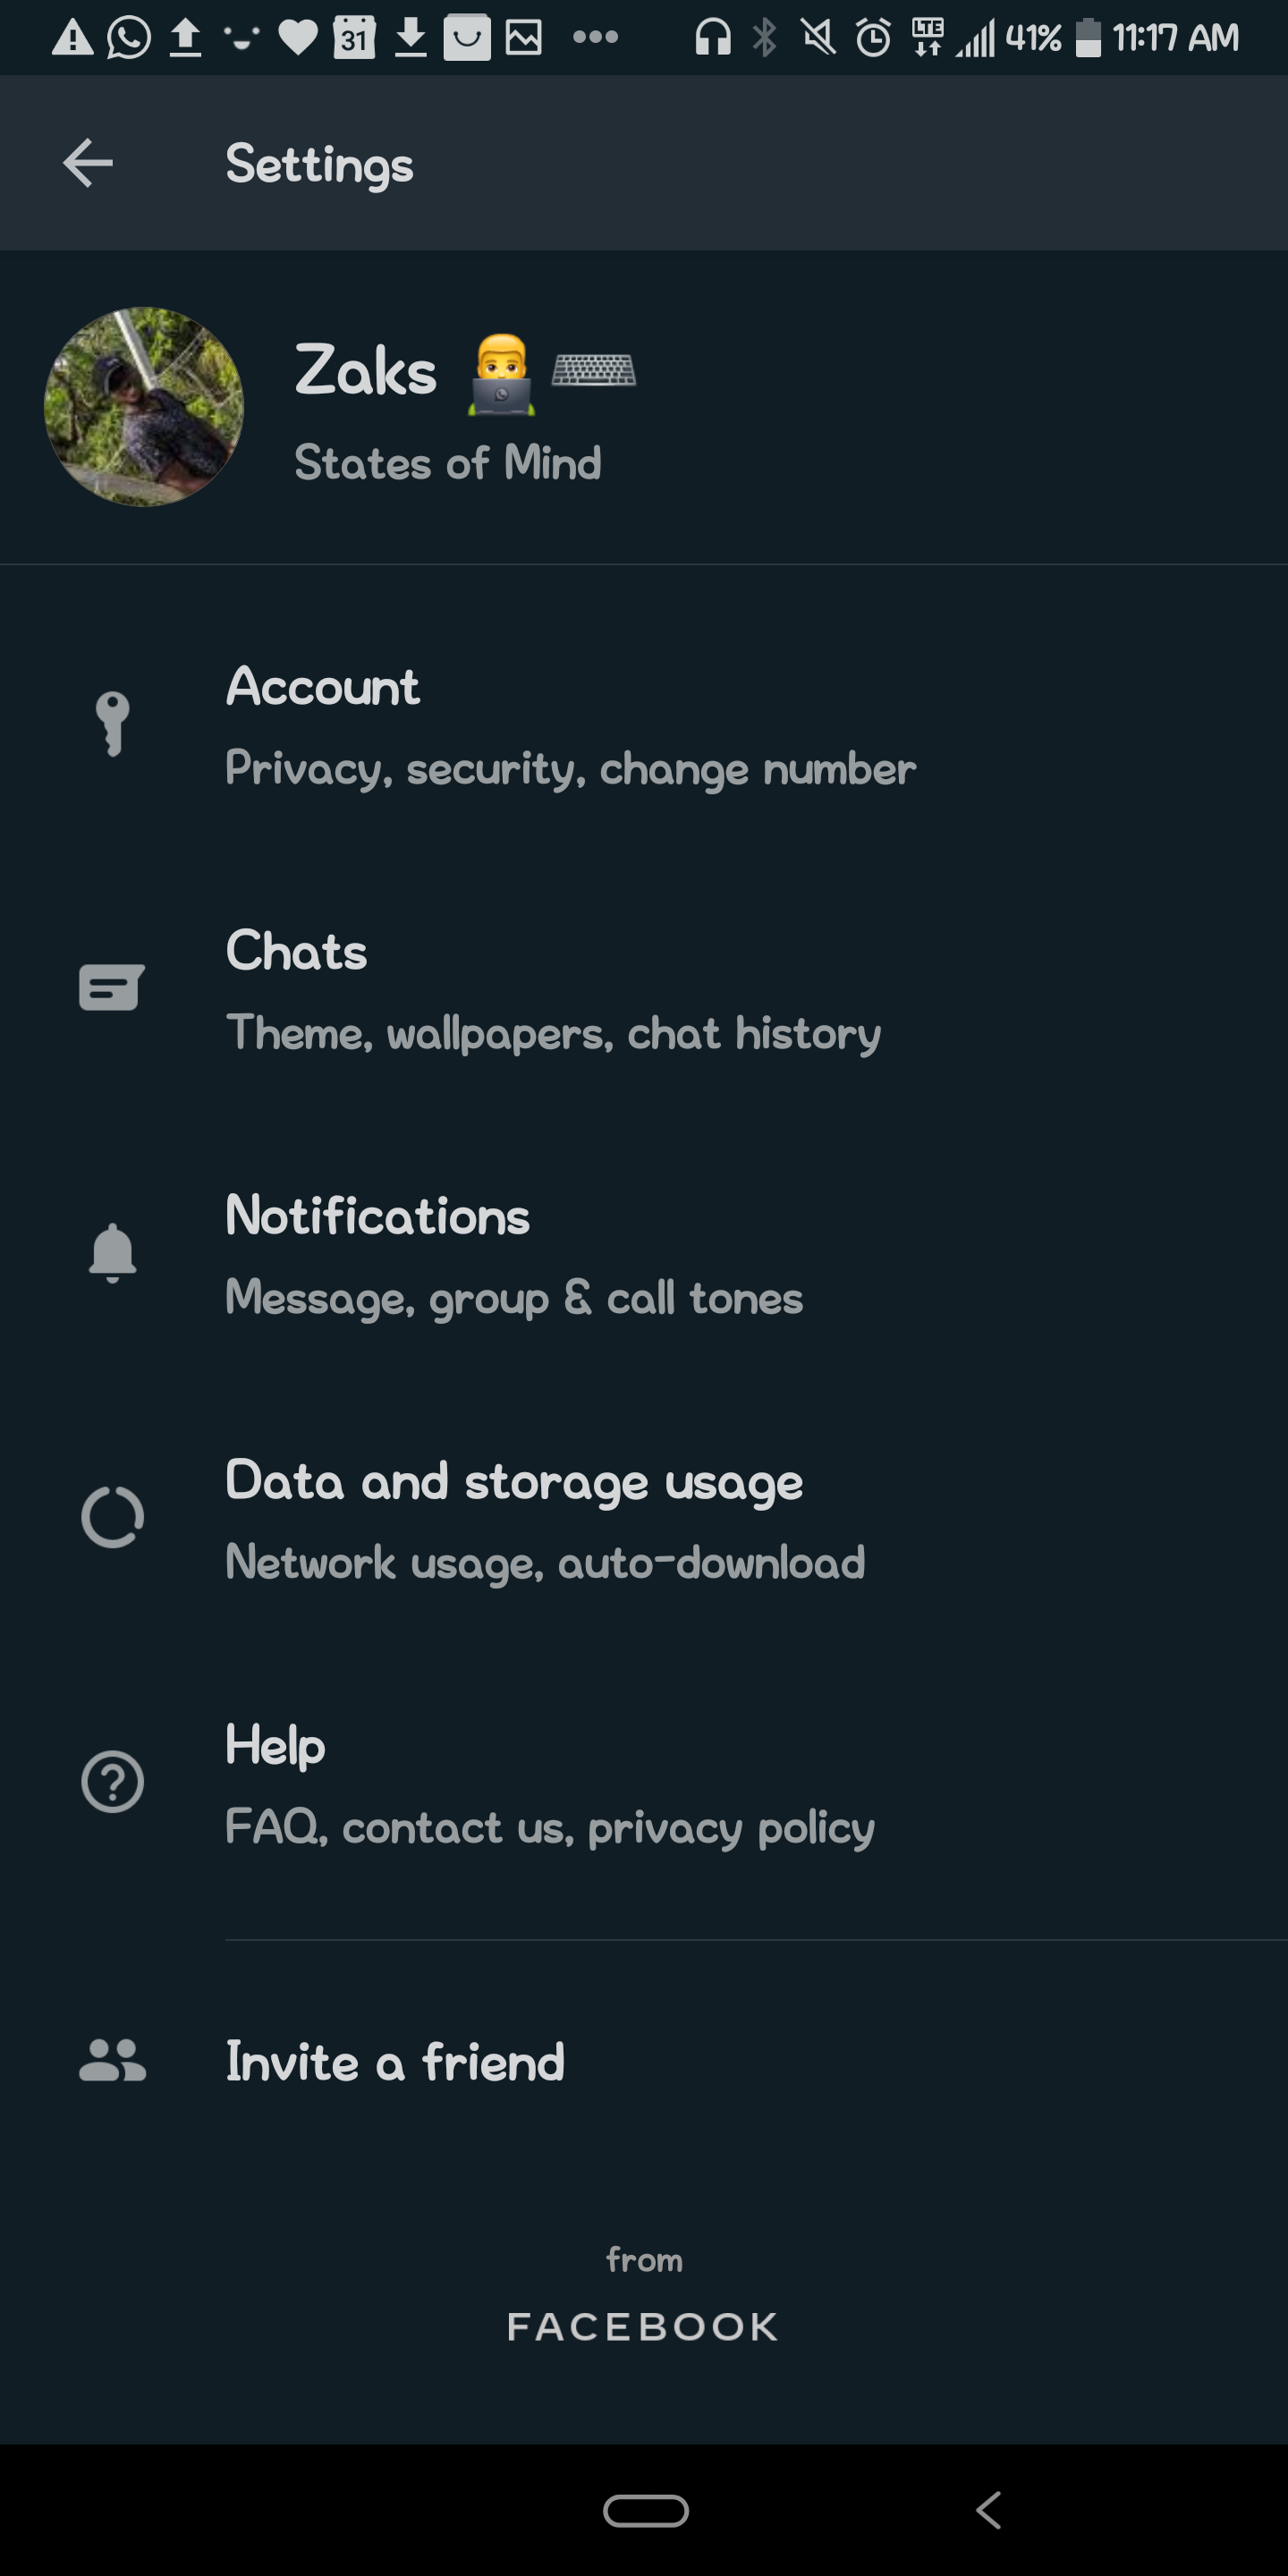 31 LTE 41% 11:17 AM
Settings
Zaks 👨‍💻⌨️
States of Mind
Account
Privacy, security, change number
Chats
Theme, wallpapers, chat history
Notifications
Message, group & call tones
Data and storage usage
Network usage, auto-download
Help
FAQ, contact us, privacy policy
Invite a friend
from
FACEBOOK